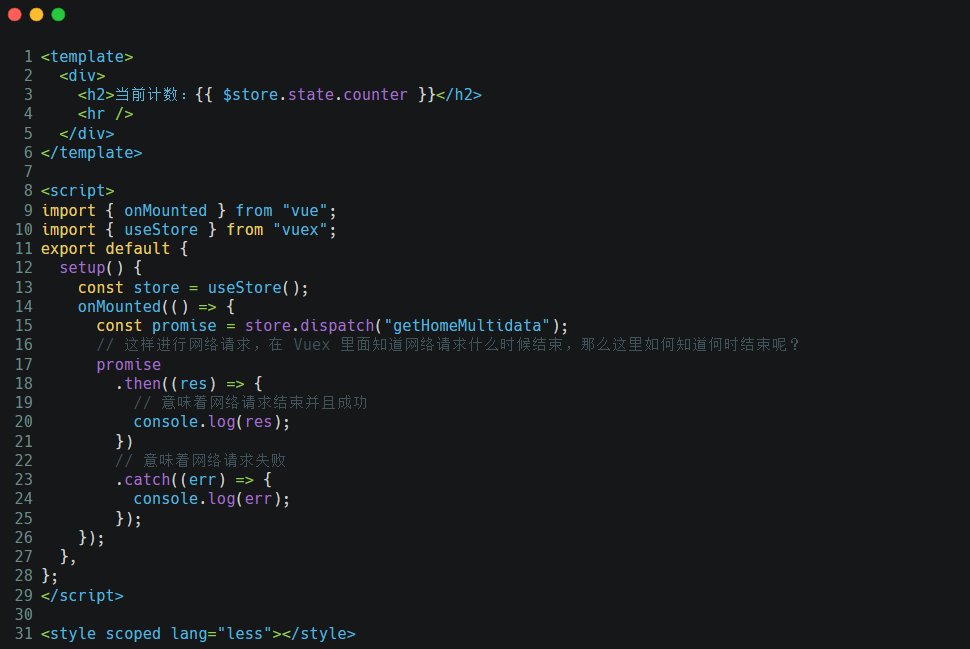 1 <template>
2   <div>
3     <h2>当前计数：{{ $store.state.counter }}</h2>
4     <hr />
5   </div>
6 </template>
7
8 <script>
9 import { onMounted } from "vue";
10 import { useStore } from "vuex";
11 export default {
12   setup() {
13     const store = useStore();
14     onMounted(() => {
15       const promise = store.dispatch("getHomeMultidata");
16       // 这样进行网络请求，在 Vuex 里面知道网络请求什么时候结束，那么这里如何知道何时结束呢？
17       promise
18         .then((res) => {
19           // 意味着网络请求结束并且成功
20           console.log(res);
21         })
22         // 意味着网络请求失败
23         .catch((err) => {
24           console.log(err);
25         });
26     });
27   },
28 };
29 </script>
30
31 <style scoped lang="less"></style>